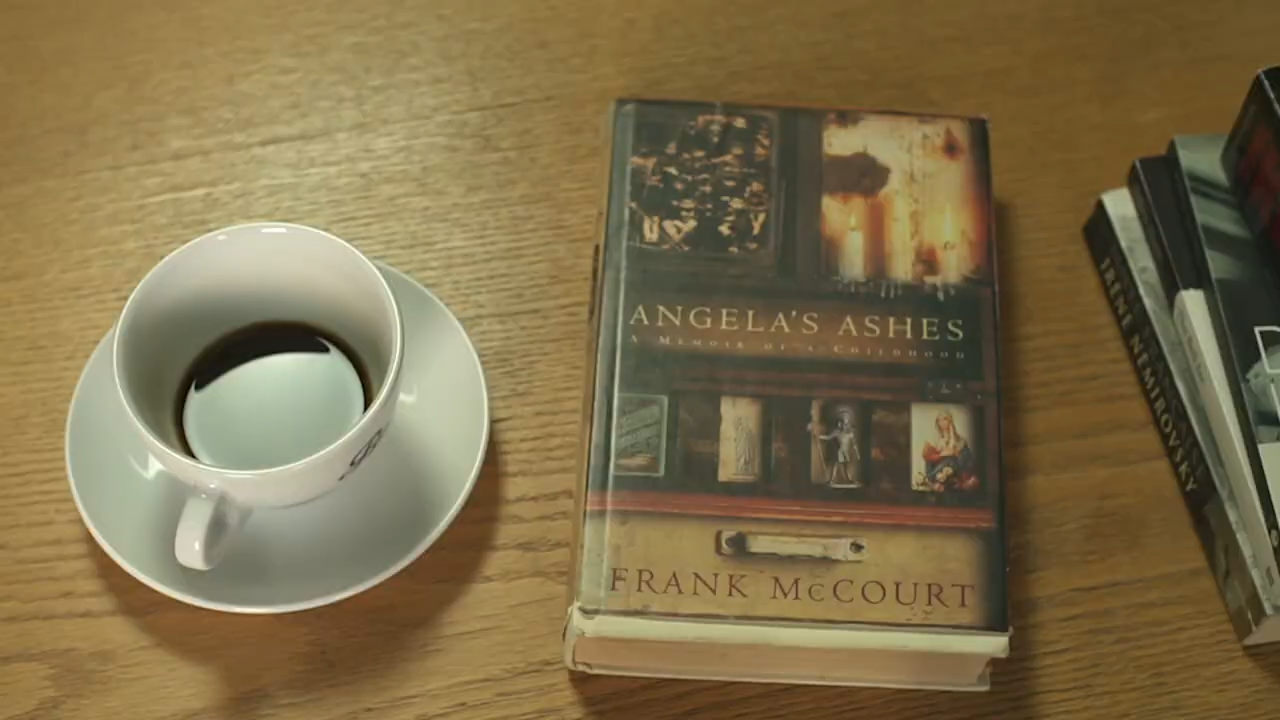 ANGELA'S ASHES
A MEMOIR OF A CHILDHOOD
FRANK McCOURT
IRÈNE NÉMIROVSKY